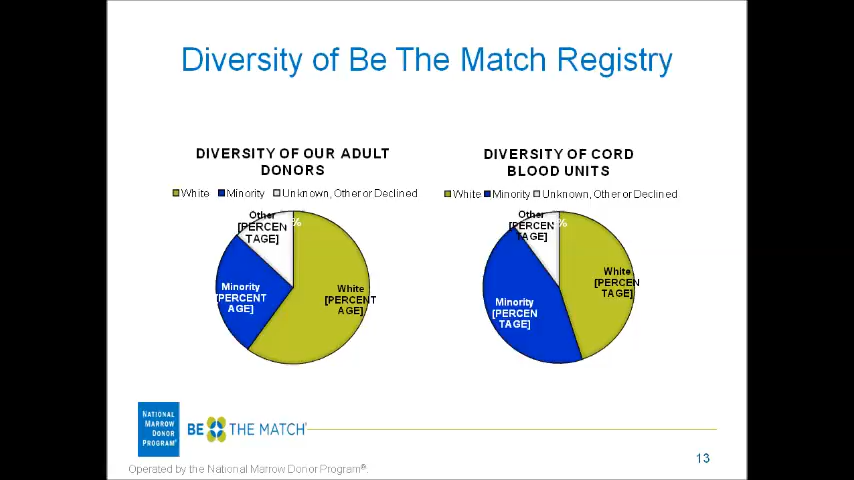 Diversity of Be The Match Registry
DIVERSITY OF OUR ADULT
DONORS
White Minority Unknown, Other or Declined
Other
[PERCEN
TAGE]
%
Minority
[PERCENT
AGE]
White
[PERCENT
AGE]
DIVERSITY OF CORD
BLOOD UNITS
White Minority Unknown, Other or Declined
Other
[PERCEN
TAGE]
%
White
[PERCEN
TAGE]
Minority
[PERCEN
TAGE]
NATIONAL
MARROW
DONOR
PROGRAM®
BE THE MATCH®
Operated by the National Marrow Donor Program®.
13